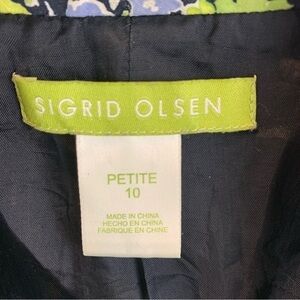 SIGRID OLSEN
PETITE
10
MADE IN CHINA
HECHO EN CHINA
FABRIQUE EN CHINE